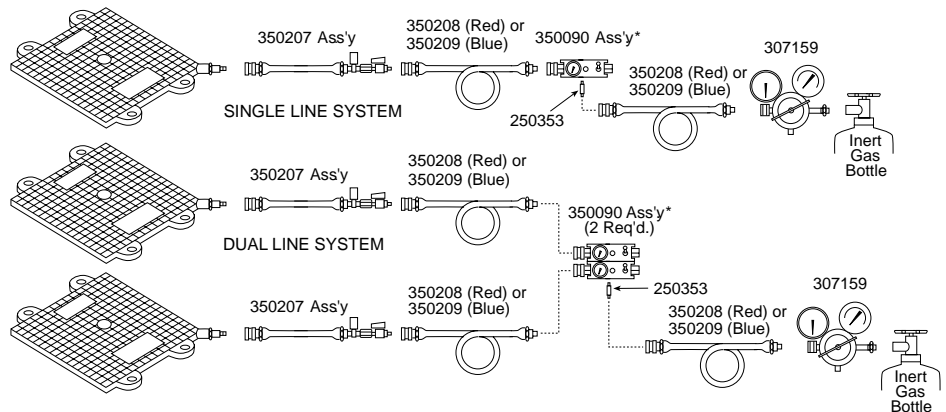 350207 Ass'y
350208 (Red) or
350209 (Blue)
350090 Ass'y*
307159
350208 (Red) or
350209 (Blue)
250353
SINGLE LINE SYSTEM
Inert
Gas
Bottle
350207 Ass'y
350208 (Red) or
350209 (Blue)
350090 Ass'y*
(2 Req'd.)
DUAL LINE SYSTEM
250353
307159
350207 Ass'y
350208 (Red) or
350209 (Blue)
350208 (Red) or
350209 (Blue)
Inert
Gas
Bottle